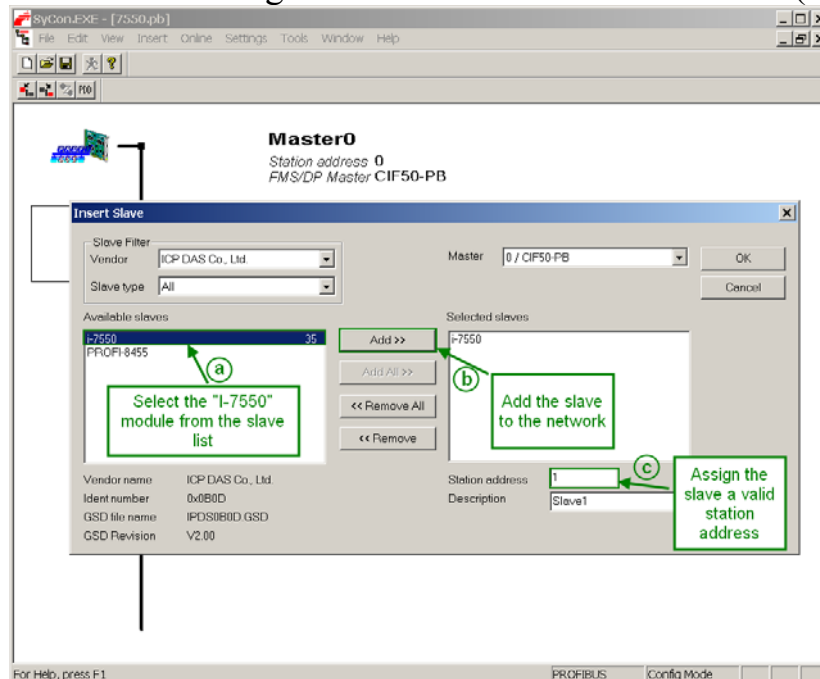 SyCon.EXE - [7550.pb]
File Edit View Insert Online Settings Tools Window Help
Master0
Station address 0
FMS/DP Master CIF50-PB
Insert Slave
Slave Filter
Vendor ICP DAS Co., Ltd.
Master 0 / CIF50-PB
OK
Slave type All
Cancel
Available slaves
Selected slaves
i-7550 35
Add >>
i-7550
PROFI-8455
a
Add All >>
b
Select the "I-7550"
module from the slave
list
<< Remove All
Add the slave
to the network
<< Remove
Vendor name ICP DAS Co., Ltd.
Station address 1
c
Assign the
slave a valid
station
address
Ident number 0x0B0D
Description Slave1
GSD file name IPDS0B0D.GSD
GSD Revision V2.00
For Help, press F1
PROFIBUS Config Mode